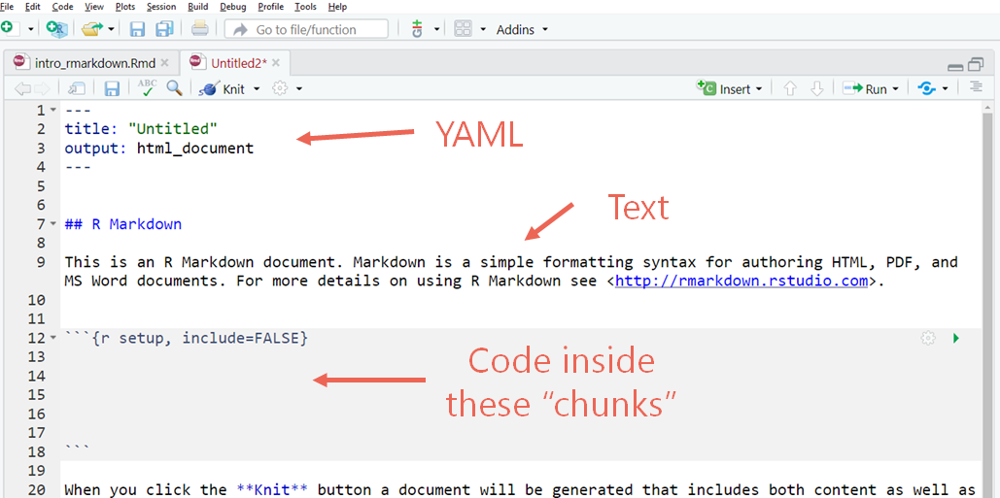 File Edit Code View Plots Session Build Debug Profile Tools Help
Go to file/function Addins
intro_rmarkdown.Rmd Untitled2*
ABC Knit Insert Run
1 ---
2 title: "Untitled"
3 output: html_document
YAML
4 ---
5
6
Text
7 ## R Markdown
8
9 This is an R Markdown document. Markdown is a simple formatting syntax for authoring HTML, PDF, and
MS Word documents. For more details on using R Markdown see <http://rmarkdown.rstudio.com>.
10
11
12 ```{r setup, include=FALSE}
13
14
15
16
17
Code inside
these “chunks”
18 ```
19
20 When you click the **Knit** button a document will be generated that includes both content as well as